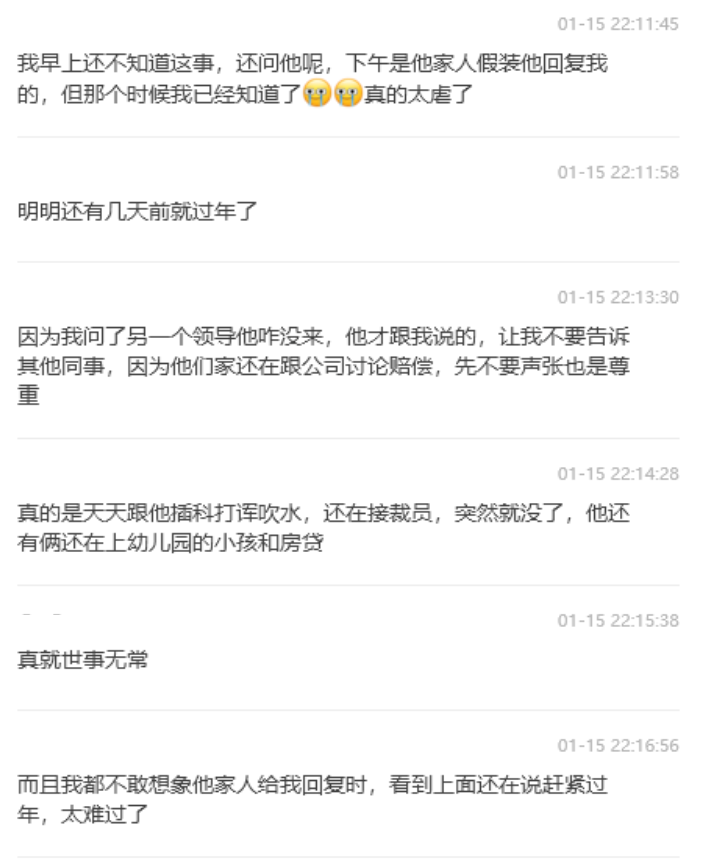 01-15 22:11:45
我早上还不知道这事，还问他呢，下午是他家人假装他回复我
的，但那个时候我已经知道了😭😭真的太虐了
01-15 22:11:58
明明还有几天前就过年了
01-15 22:13:30
因为我问了另一个领导他咋没来，他才跟我说的，让我不要告诉
其他同事，因为他们家还在跟公司讨论赔偿，先不要声张也是尊
重
01-15 22:14:28
真的是天天跟他插科打诨吹水，还在接裁员，突然就没了，他还
有俩还在上幼儿园的小孩和房贷
01-15 22:15:38
真就世事无常
01-15 22:16:56
而且我都不敢想象他家人给我回复时，看到上面还在说赶紧过
年，太难过了